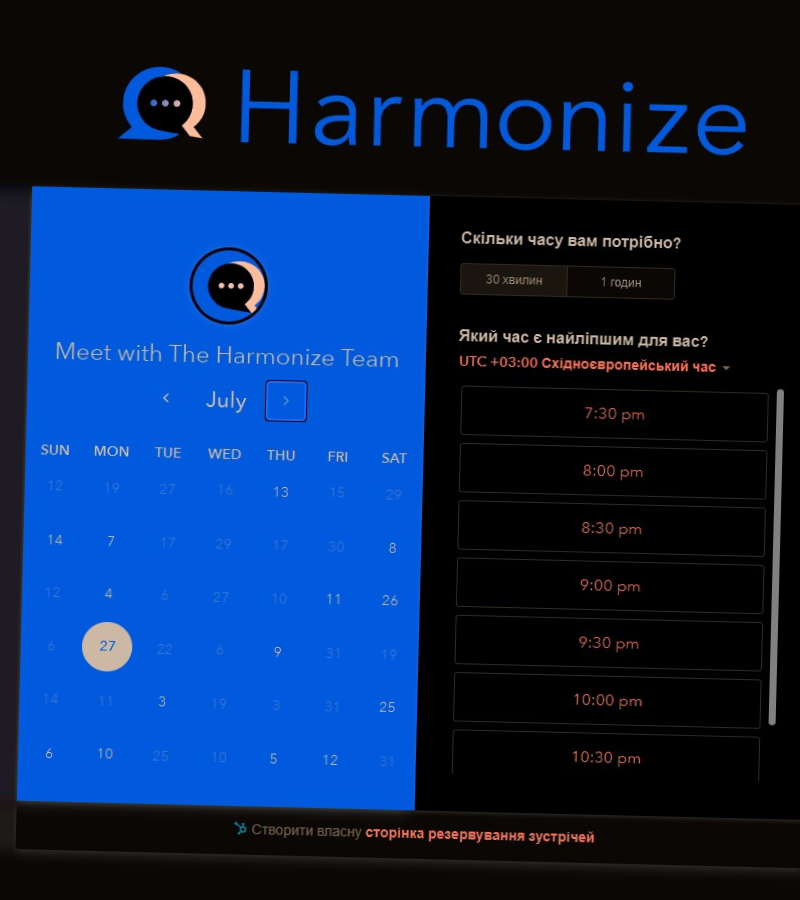 Harmonize
Meet with The Harmonize Team
July
SUN MON TUE WED THU FRI SAT
12 19 27 16 13 15 29
14 7 17 29 17 30 8
12 4 6 27 10 11 26
6 27 22 6 9 31 19
14 11 3 19 3 31 25
6 10 25 10 5 12 31
Скільки часу вам потрібно?
30 хвилин 1 годин
Який час є найліпшим для вас?
UTC +03:00 Східноєвропейський час
7:30 pm
8:00 pm
8:30 pm
9:00 pm
9:30 pm
10:00 pm
10:30 pm
Створити власну сторінка резервування зустрічей